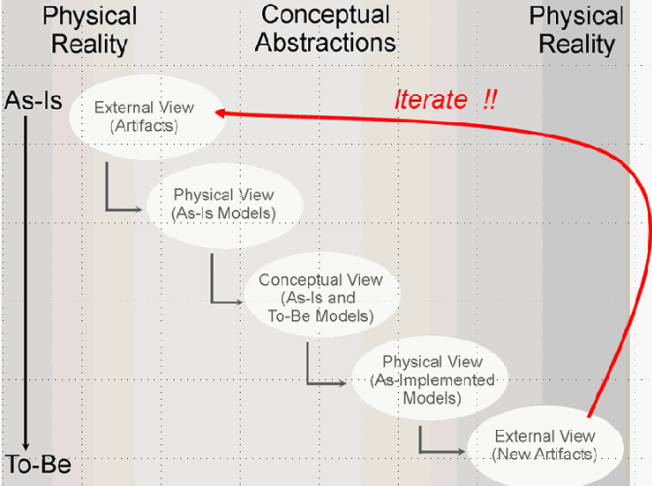 Physical
Reality
Conceptual
Abstractions
Physical
Reality
As-Is
Iterate !!
External View
(Artifacts)
Physical View
(As-Is Models)
Conceptual View
(As-Is and
To-Be Models)
Physical View
(As-Implemented
Models)
External View
(New Artifacts)
To-Be